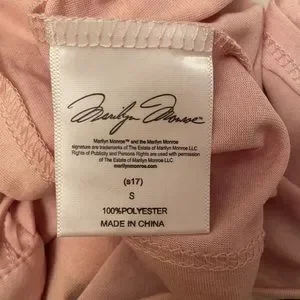 Marilyn Monroe™
Marilyn Monroe™ and the Marilyn Monroe
signature are trademarks of The Estate of Marilyn Monroe LLC
Rights of Publicity and Persona Rights are used with permission
of The Estate of Marilyn Monroe LLC.
marilynmonroe.com
(s17)
S
100%POLYESTER
MADE IN CHINA